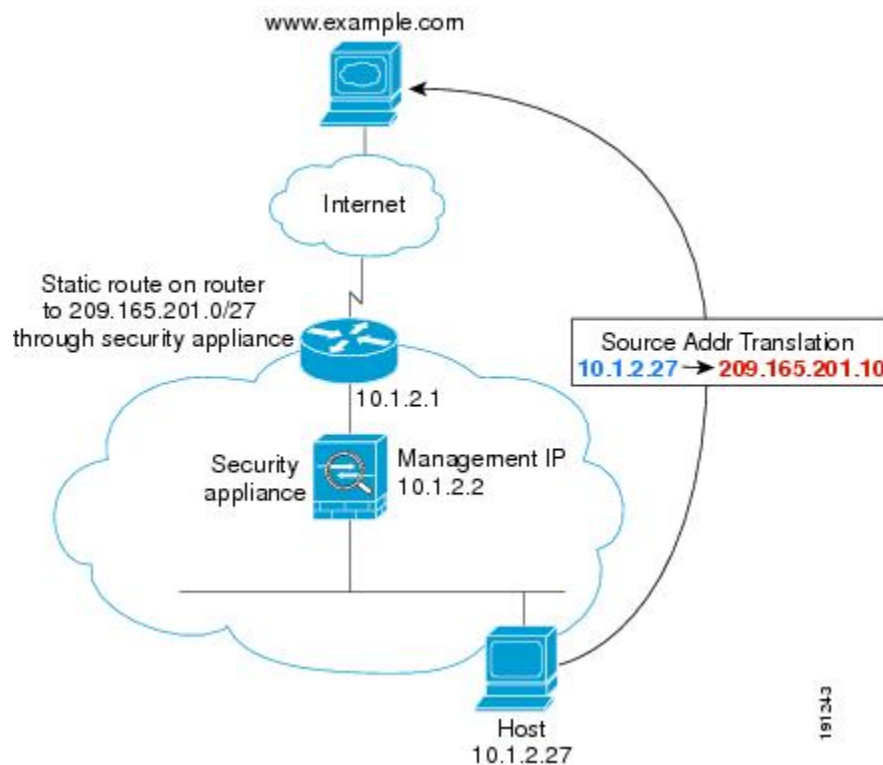 www.example.com
Internet
Static route on router
to 209.165.201.0/27
through security appliance
Source Addr Translation
10.1.2.27 → 209.165.201.10
10.1.2.1
Security
appliance
Management IP
10.1.2.2
Host
10.1.2.27
191243